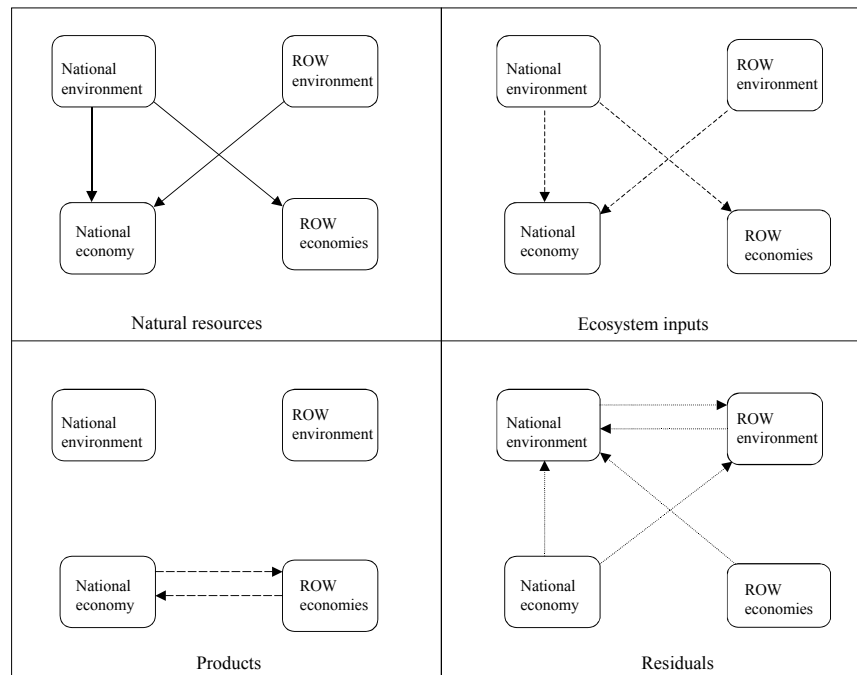 National
environment
ROW
environment
National
economy
ROW
economies
Natural resources
National
environment
ROW
environment
National
economy
ROW
economies
Ecosystem inputs
National
environment
ROW
environment
National
economy
ROW
economies
Products
National
environment
ROW
environment
National
economy
ROW
economies
Residuals